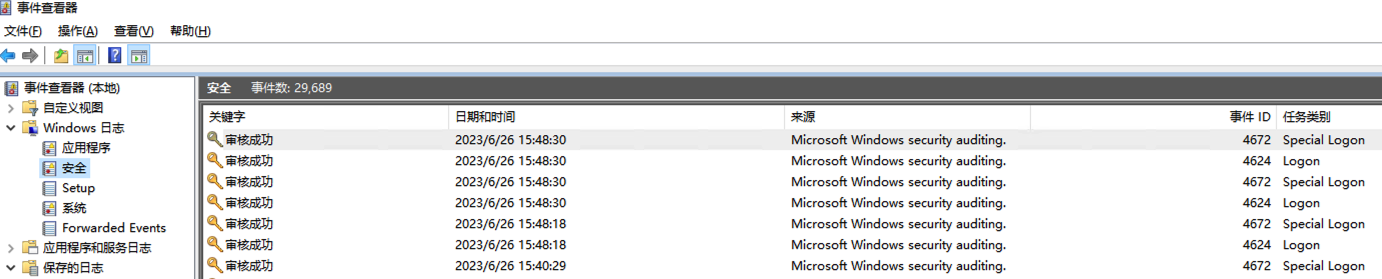 事件查看器
文件(F) 操作(A) 查看(V) 帮助(H)
事件查看器 (本地)
自定义视图
Windows 日志
应用程序
安全
Setup
系统
Forwarded Events
应用程序和服务日志
保存的日志
安全 事件数: 29,689
关键字 日期和时间 来源 事件 ID 任务类别
审核成功 2023/6/26 15:48:30 Microsoft Windows security auditing. 4672 Special Logon
审核成功 2023/6/26 15:48:30 Microsoft Windows security auditing. 4624 Logon
审核成功 2023/6/26 15:48:30 Microsoft Windows security auditing. 4672 Special Logon
审核成功 2023/6/26 15:48:30 Microsoft Windows security auditing. 4624 Logon
审核成功 2023/6/26 15:48:18 Microsoft Windows security auditing. 4672 Special Logon
审核成功 2023/6/26 15:48:18 Microsoft Windows security auditing. 4624 Logon
审核成功 2023/6/26 15:40:29 Microsoft Windows security auditing. 4672 Special Logon